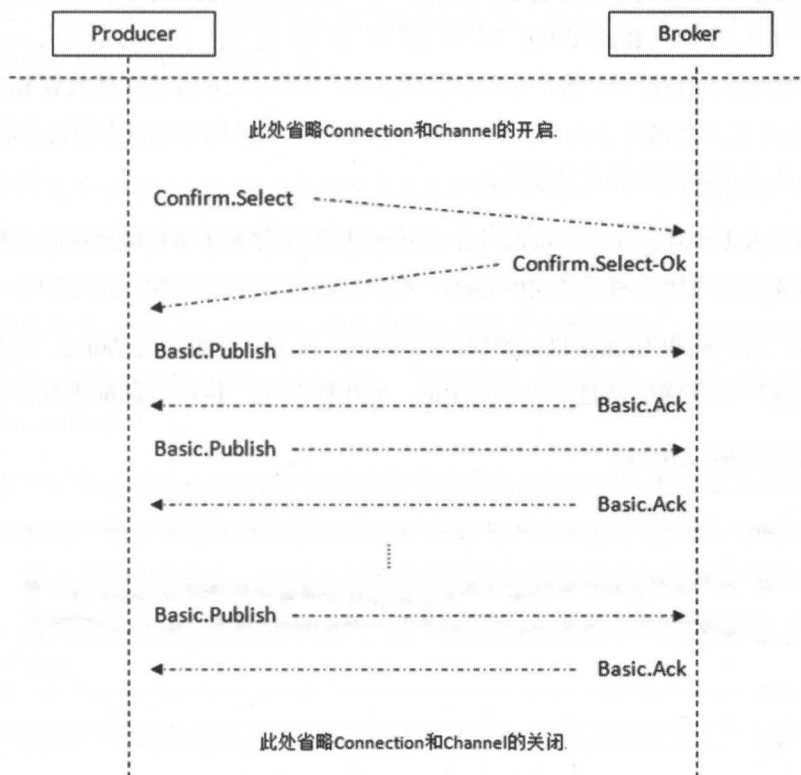 Producer
Broker
此处省略Connection和Channel的开启.
Confirm.Select
Confirm.Select-Ok
Basic.Publish
Basic.Ack
Basic.Publish
Basic.Ack
Basic.Publish
Basic.Ack
此处省略Connection和Channel的关闭.